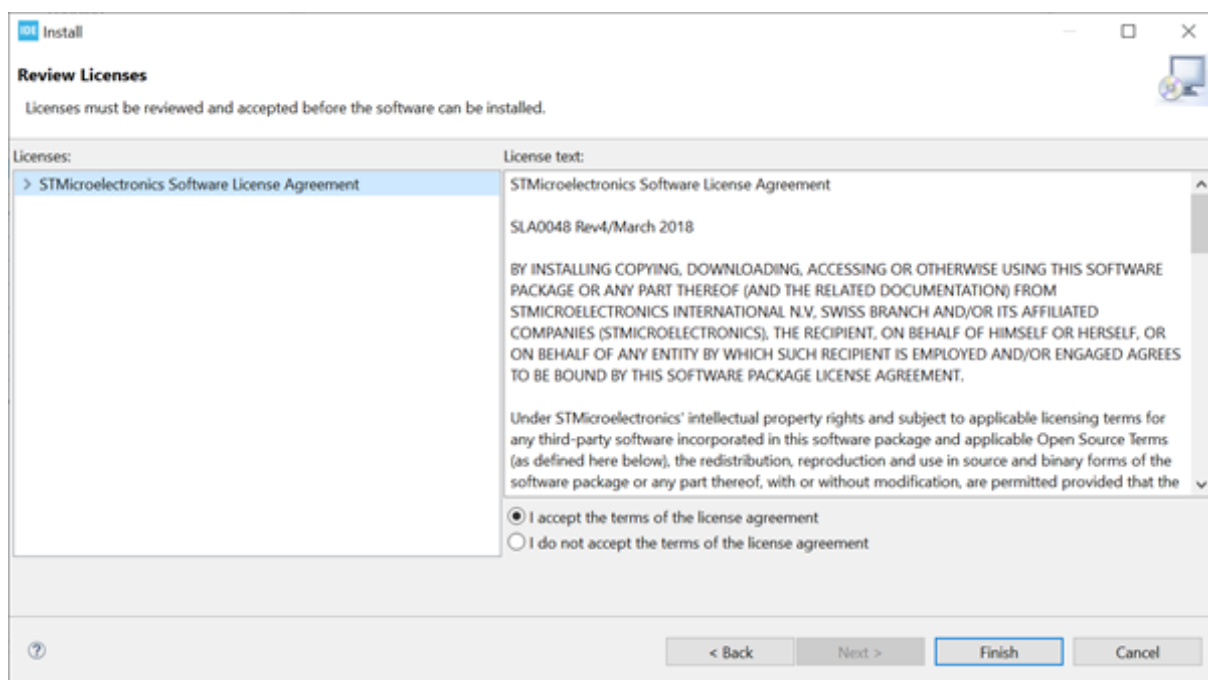 IDE Install
Review Licenses
Licenses must be reviewed and accepted before the software can be installed.
Licenses:
> STMicroelectronics Software License Agreement
License text:
STMicroelectronics Software License Agreement
SLA0048 Rev4/March 2018
BY INSTALLING COPYING, DOWNLOADING, ACCESSING OR OTHERWISE USING THIS SOFTWARE
PACKAGE OR ANY PART THEREOF (AND THE RELATED DOCUMENTATION) FROM
STMICROELECTRONICS INTERNATIONAL N.V, SWISS BRANCH AND/OR ITS AFFILIATED
COMPANIES (STMICROELECTRONICS), THE RECIPIENT, ON BEHALF OF HIMSELF OR HERSELF, OR
ON BEHALF OF ANY ENTITY BY WHICH SUCH RECIPIENT IS EMPLOYED AND/OR ENGAGED AGREES
TO BE BOUND BY THIS SOFTWARE PACKAGE LICENSE AGREEMENT.
Under STMicroelectronics' intellectual property rights and subject to applicable licensing terms for
any third-party software incorporated in this software package and applicable Open Source Terms
(as defined here below), the redistribution, reproduction and use in source and binary forms of the
software package or any part thereof, with or without modification, are permitted provided that the
I accept the terms of the license agreement
I do not accept the terms of the license agreement
?
< Back
Next >
Finish
Cancel